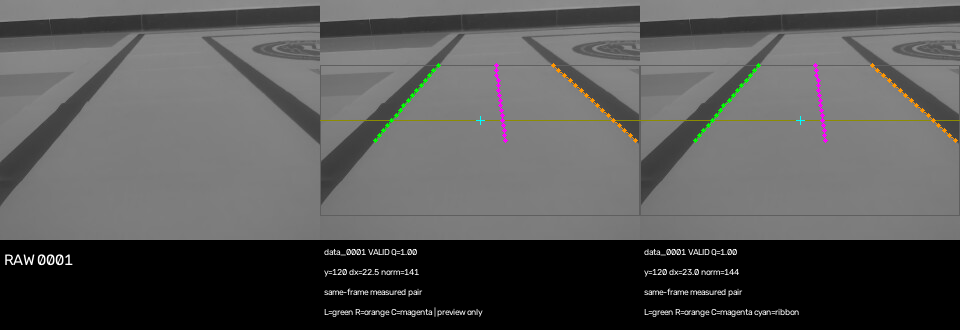 RAW 0001
data_0001 VALID Q=1.00
y=120 dx=22.5 norm=141
same-frame measured pair
L=green R=orange C=magenta | preview only
data_0001 VALID Q=1.00
y=120 dx=23.0 norm=144
same-frame measured pair
L=green R=orange C=magenta cyan=ribbon